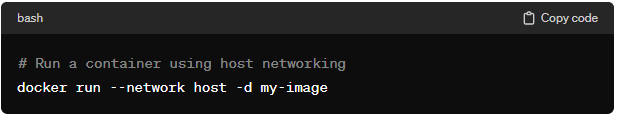 bash
Copy code
# Run a container using host networking
docker run --network host -d my-image